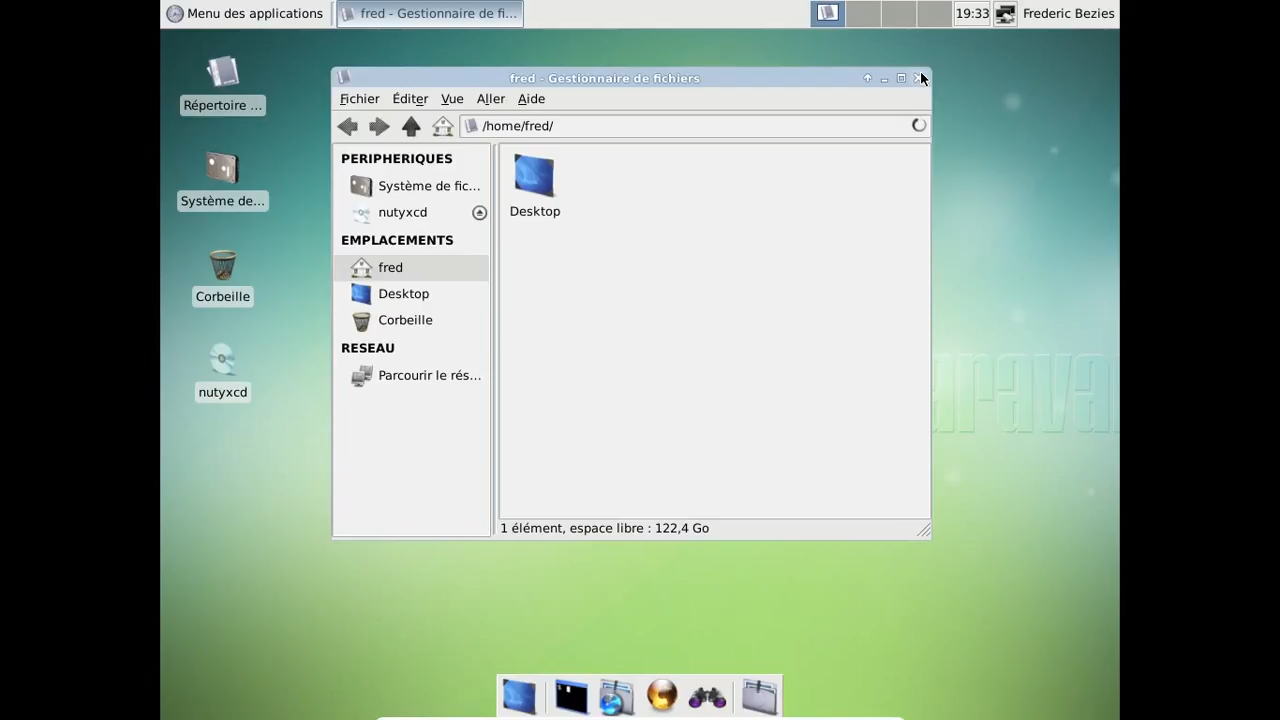 Menu des applications
fred - Gestionnaire de fi...
19:33
Frederic Bezies
Répertoire ...
Système de...
Corbeille
nutyxcd
fred - Gestionnaire de fichiers
Fichier Éditer Vue Aller Aide
/home/fred/
PERIPHERIQUES
Système de fic...
nutyxcd
EMPLACEMENTS
fred
Desktop
Corbeille
RESEAU
Parcourir le rés...
Desktop
1 élément, espace libre : 122,4 Go